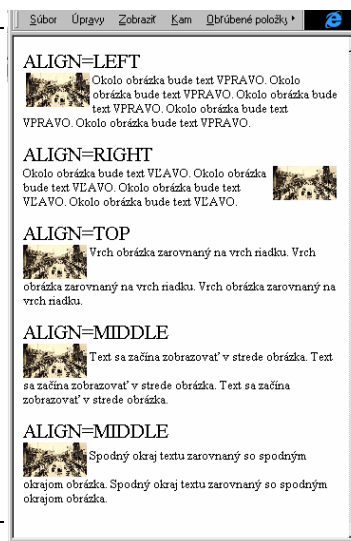 Súbor Úpravy Zobraziť Kam Obľúbené položky
ALIGN=LEFT
Okolo obrázka bude text VPRAVO. Okolo
obrázka bude text VPRAVO. Okolo
obrázka bude text VPRAVO. Okolo obrázka bude
text VPRAVO. Okolo obrázka bude text
VPRAVO. Okolo obrázka bude text VPRAVO.
ALIGN=RIGHT
Okolo obrázka bude text VĽAVO. Okolo obrázka
bude text VĽAVO. Okolo obrázka bude text
VĽAVO. Okolo obrázka bude text VĽAVO.
ALIGN=TOP
Vrch obrázka zarovnaný na vrch riadku. Vrch
obrázka zarovnaný na vrch riadku. Vrch obrázka zarovnaný na
vrch riadku.
ALIGN=MIDDLE
Text sa začína zobrazovať v strede obrázka. Text
sa začína zobrazovať v strede obrázka. Text sa začína
zobrazovať v strede obrázka.
ALIGN=MIDDLE
Spodný okraj textu zarovnaný so spodným
okrajom obrázka. Spodný okraj textu zarovnaný so spodným
okrajom obrázka.